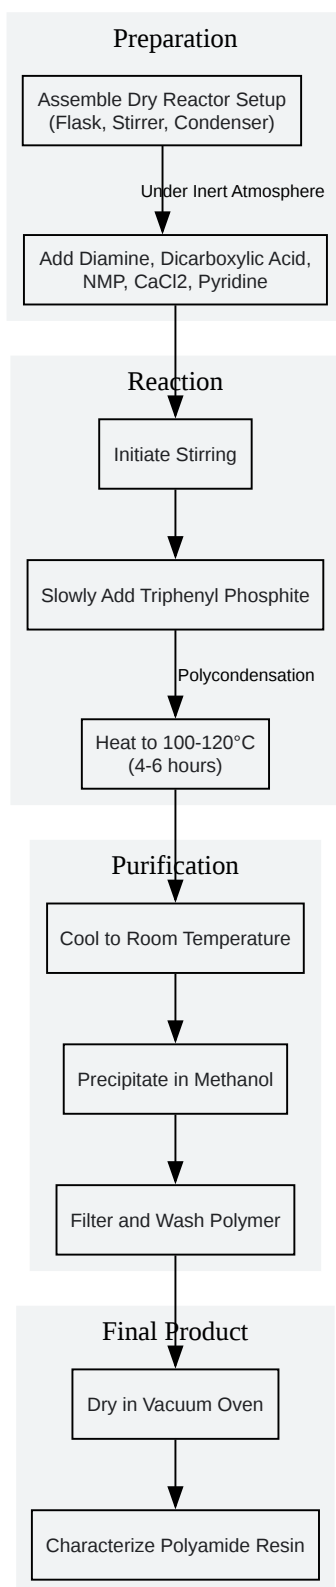 Preparation
Assemble Dry Reactor Setup
(Flask, Stirrer, Condenser)
Under Inert Atmosphere
Add Diamine, Dicarboxylic Acid,
NMP, CaCl2, Pyridine
Reaction
Initiate Stirring
Slowly Add Triphenyl Phosphite
Polycondensation
Heat to 100-120°C
(4-6 hours)
Purification
Cool to Room Temperature
Precipitate in Methanol
Filter and Wash Polymer
Final Product
Dry in Vacuum Oven
Characterize Polyamide Resin